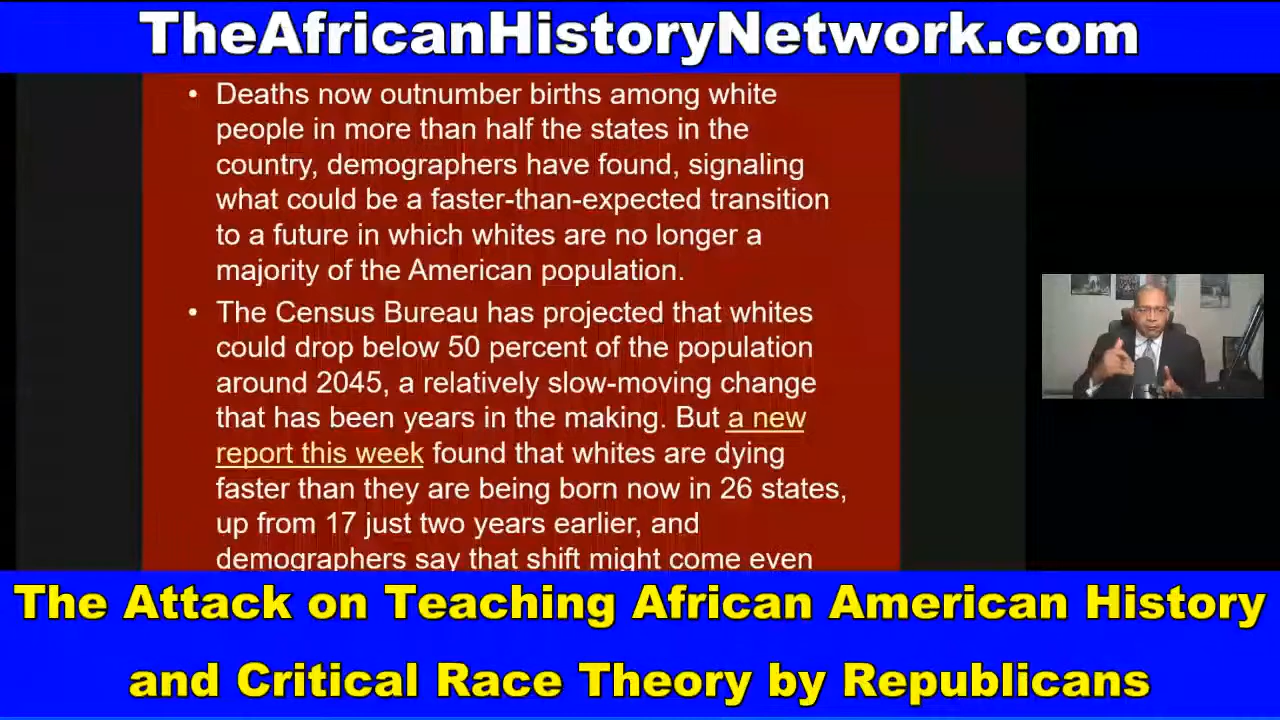 TheAfricanHistoryNetwork.com
• Deaths now outnumber births among white
people in more than half the states in the
country, demographers have found, signaling
what could be a faster-than-expected transition
to a future in which whites are no longer a
majority of the American population.
• The Census Bureau has projected that whites
could drop below 50 percent of the population
around 2045, a relatively slow-moving change
that has been years in the making. But a new
report this week found that whites are dying
faster than they are being born now in 26 states,
up from 17 just two years earlier, and
demographers say that shift might come even
The Attack on Teaching African American History
and Critical Race Theory by Republicans